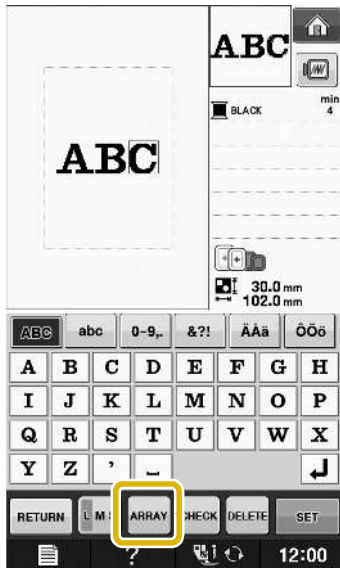 ABC
ABC
min
BLACK 4
30.0 mm
102.0 mm
ABC abc 0-9,. &?! ÄÅä ôÕö
A B C D E F G H
I J K L M N O P
Q R S T U V W X
Y Z ’ ⎵ ↵
RETURN L M S ARRAY CHECK DELETE SET
? 12:00